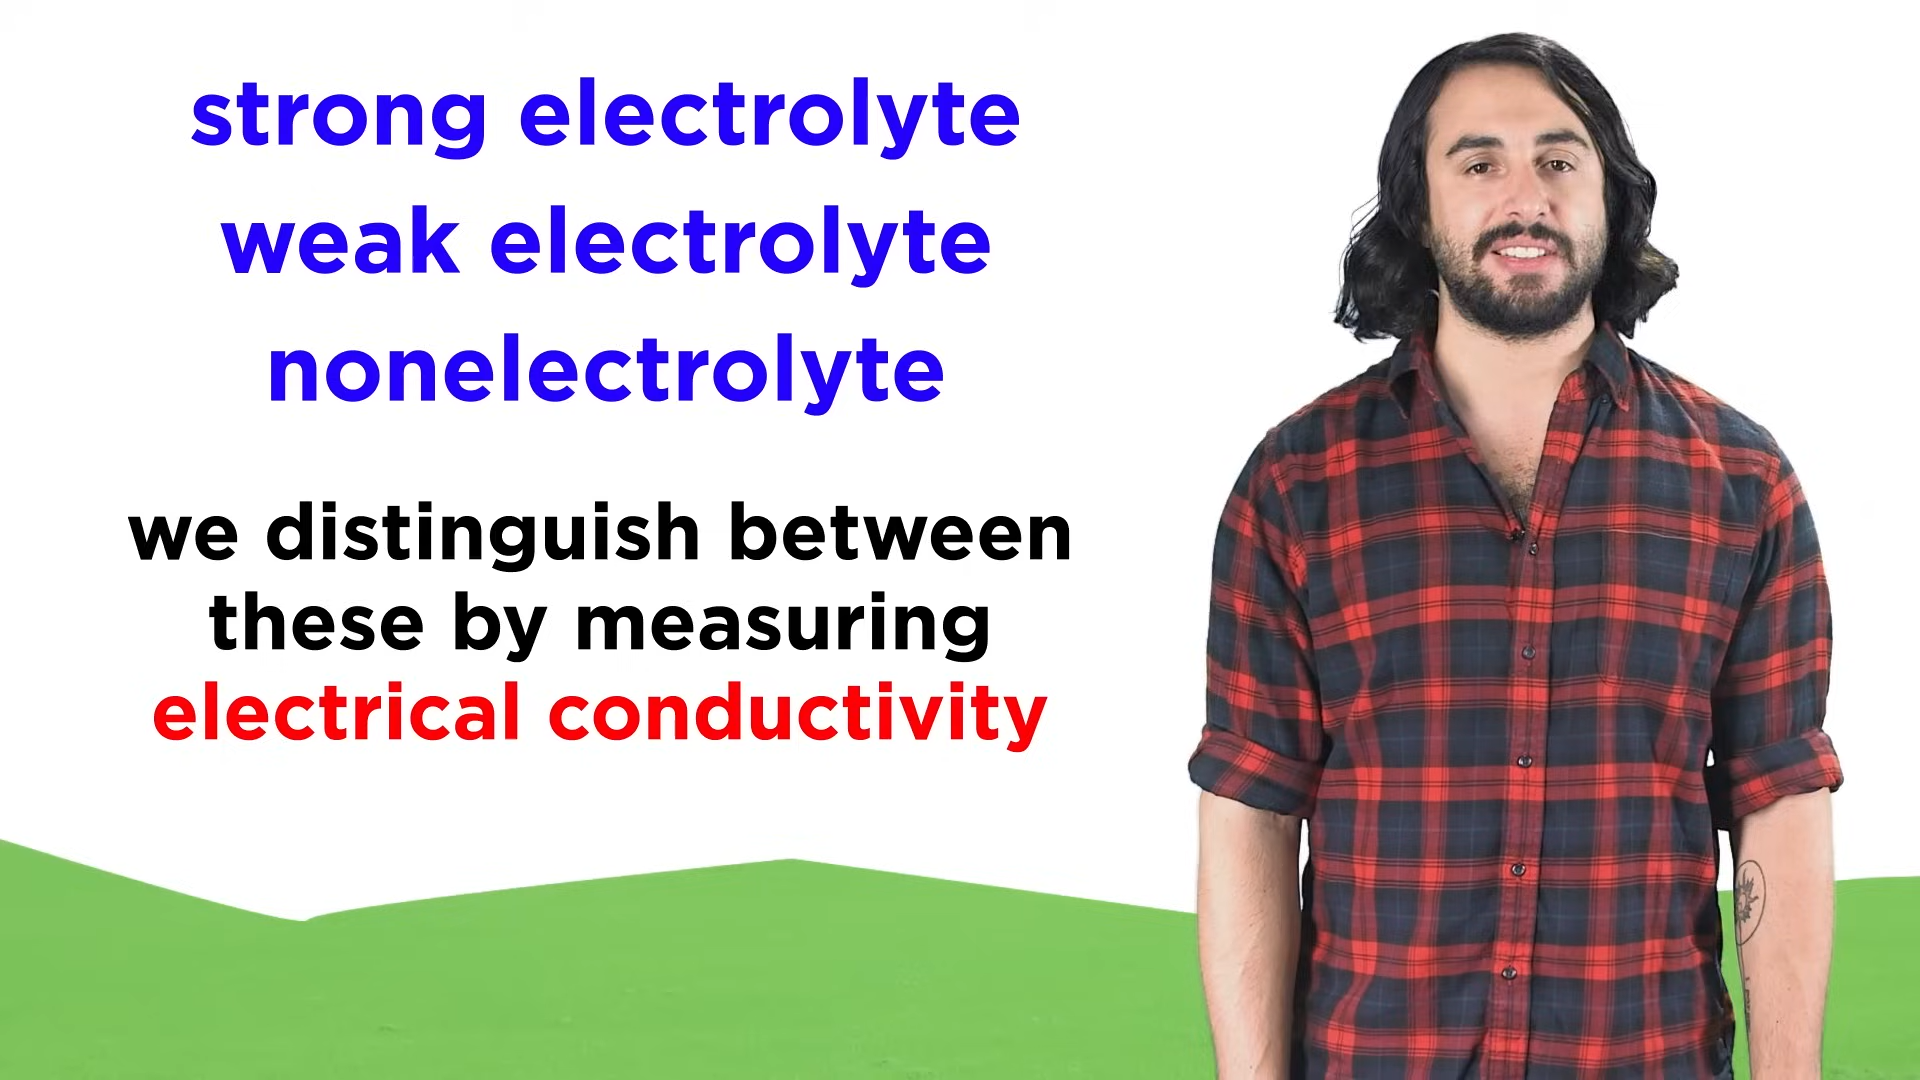 strong electrolyte
weak electrolyte
nonelectrolyte
we distinguish between
these by measuring
electrical conductivity